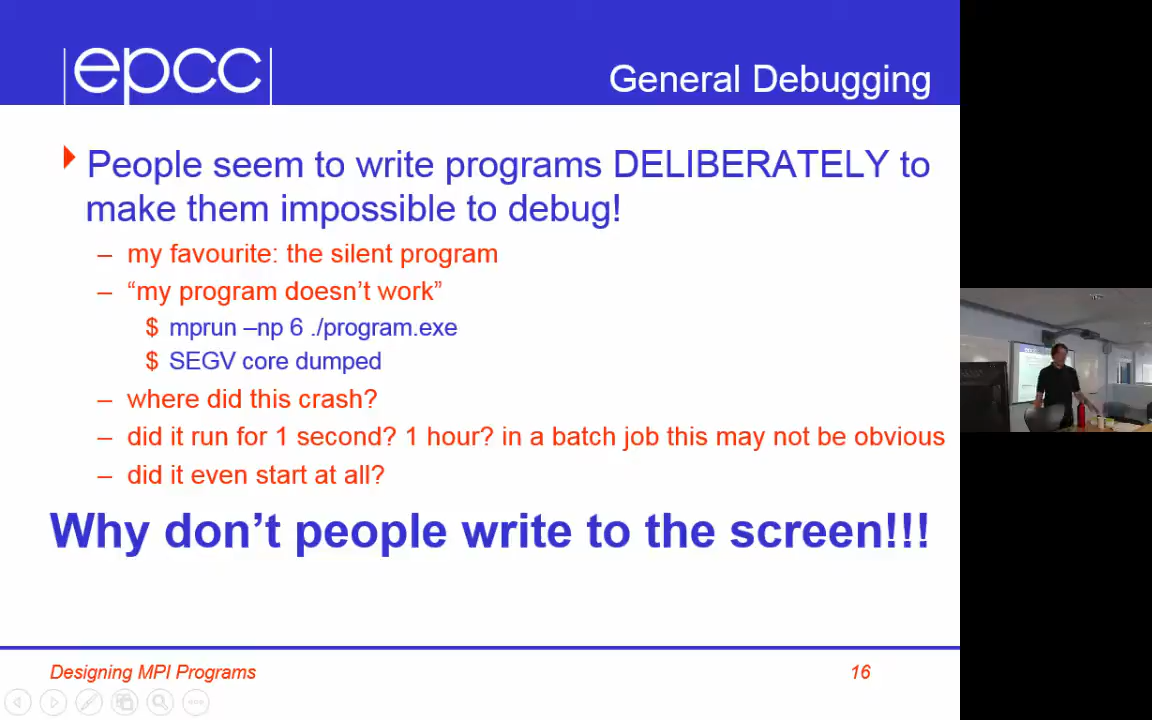 |epcc|
General Debugging
People seem to write programs DELIBERATELY to
make them impossible to debug!
– my favourite: the silent program
– “my program doesn’t work”
$ mprun –np 6 ./program.exe
$ SEGV core dumped
– where did this crash?
– did it run for 1 second? 1 hour? in a batch job this may not be obvious
– did it even start at all?
Why don’t people write to the screen!!!
Designing MPI Programs
16